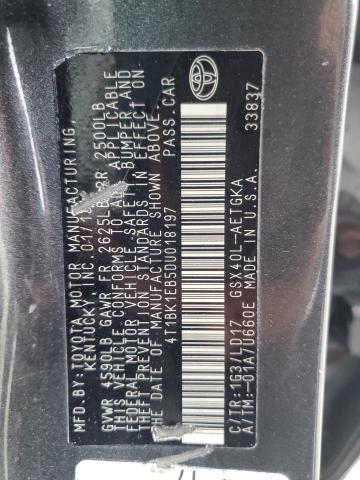 MFD. BY:TOYOTA MOTOR MANUFACTURING,
KENTUCKY, INC. 01/13
GVWR 4590LB GAWR FR 2625LB RR 2500LB
THIS VEHICLE CONFORMS TO ALL APPLICABLE
FEDERAL MOTOR VEHICLE SAFETY, BUMPER, AND
THEFT PREVENTION STANDARDS IN EFFECT ON
THE DATE OF MANUFACTURE SHOWN ABOVE.
4T1BK1EB5DU018197 PASS.CAR
C/TR:1G3/LD17 GSX40L-AETGKA
A/TM:-01A/U660E MADE IN U.S.A. 33837